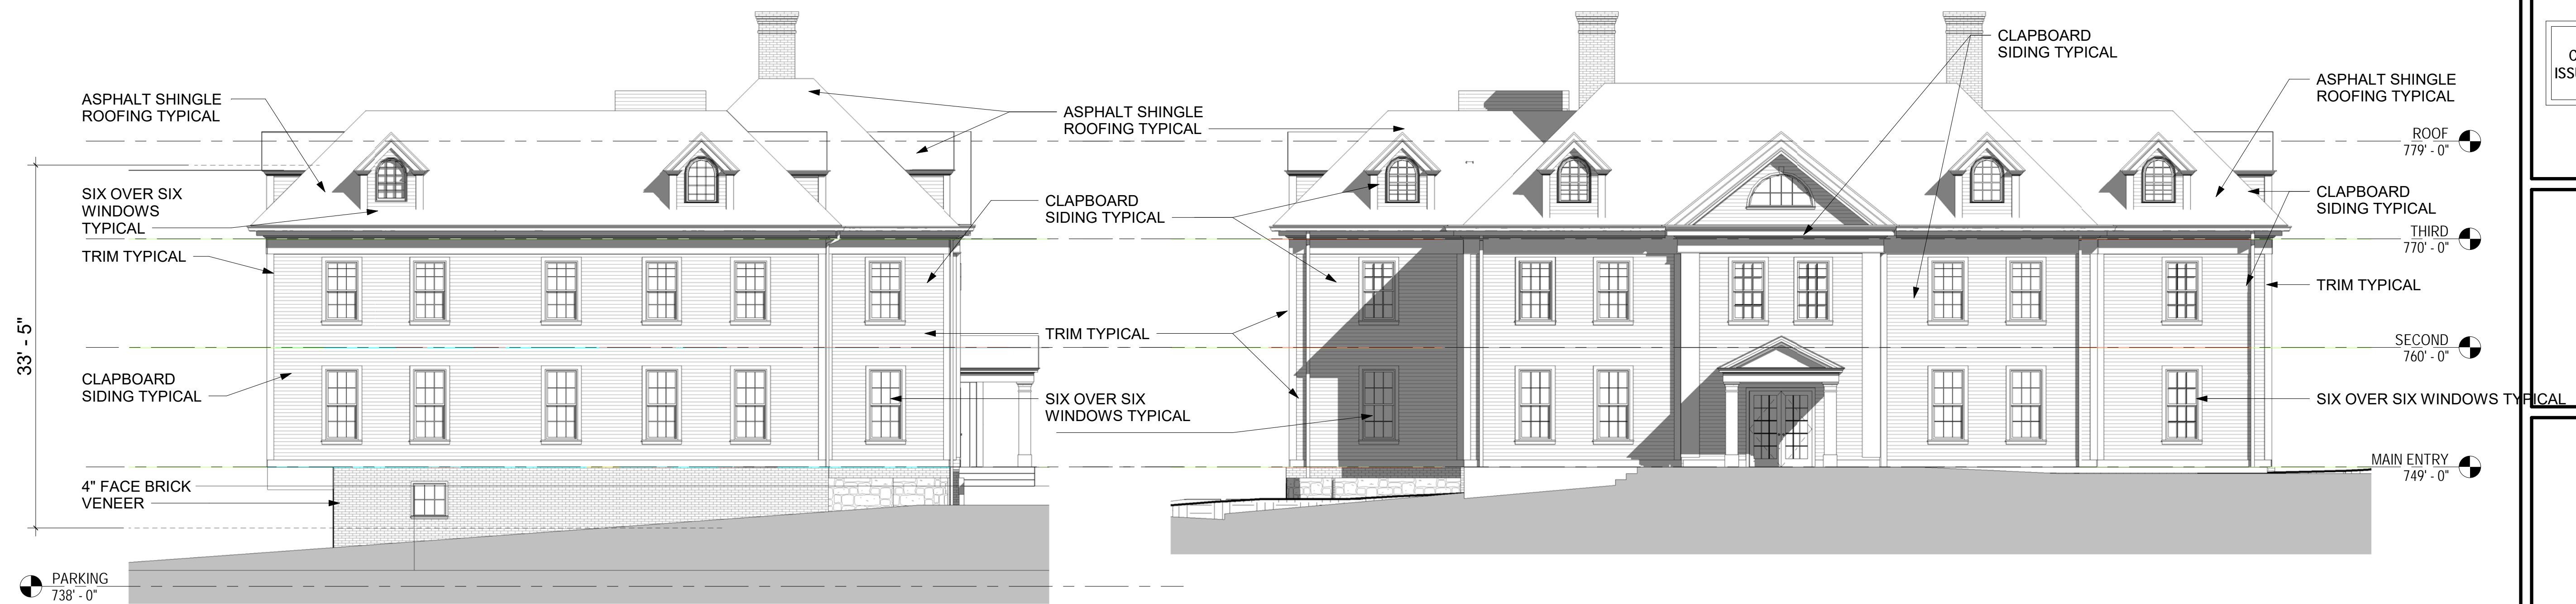 ASPHALT SHINGLE
ROOFING TYPICAL
SIX OVER SIX
WINDOWS
TYPICAL
TRIM TYPICAL
33' - 5"
CLAPBOARD
SIDING TYPICAL
4" FACE BRICK
VENEER
PARKING
738' - 0"
ASPHALT SHINGLE
ROOFING TYPICAL
CLAPBOARD
SIDING TYPICAL
TRIM TYPICAL
SIX OVER SIX
WINDOWS TYPICAL
CLAPBOARD
SIDING TYPICAL
ASPHALT SHINGLE
ROOFING TYPICAL
ROOF
779' - 0"
CLAPBOARD
SIDING TYPICAL
THIRD
770' - 0"
TRIM TYPICAL
SECOND
760' - 0"
SIX OVER SIX WINDOWS TYPICAL
MAIN ENTRY
749' - 0"